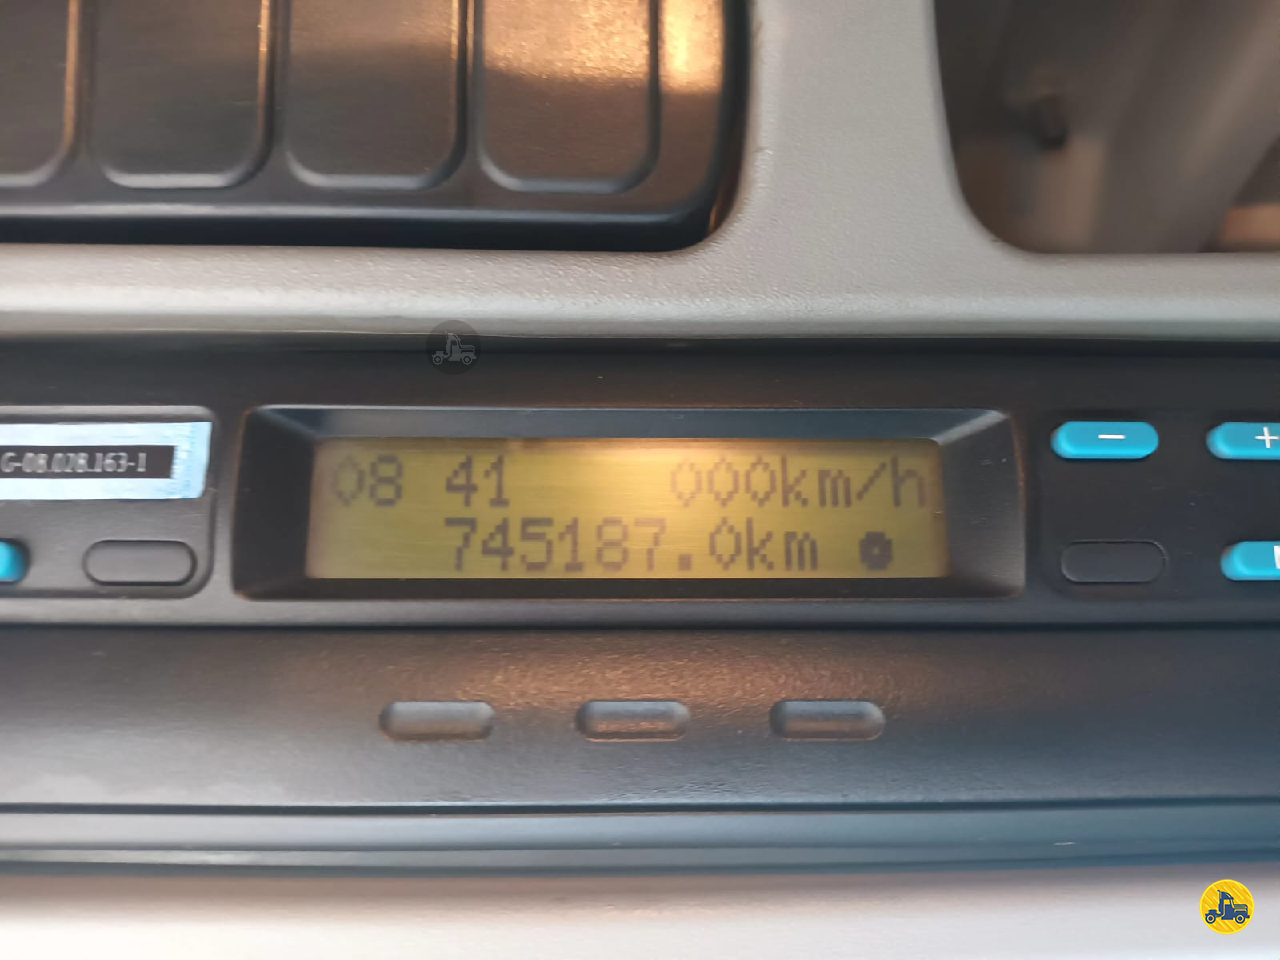 G-08.028.163-1
08 41 000km/h
745187.0km
-
+